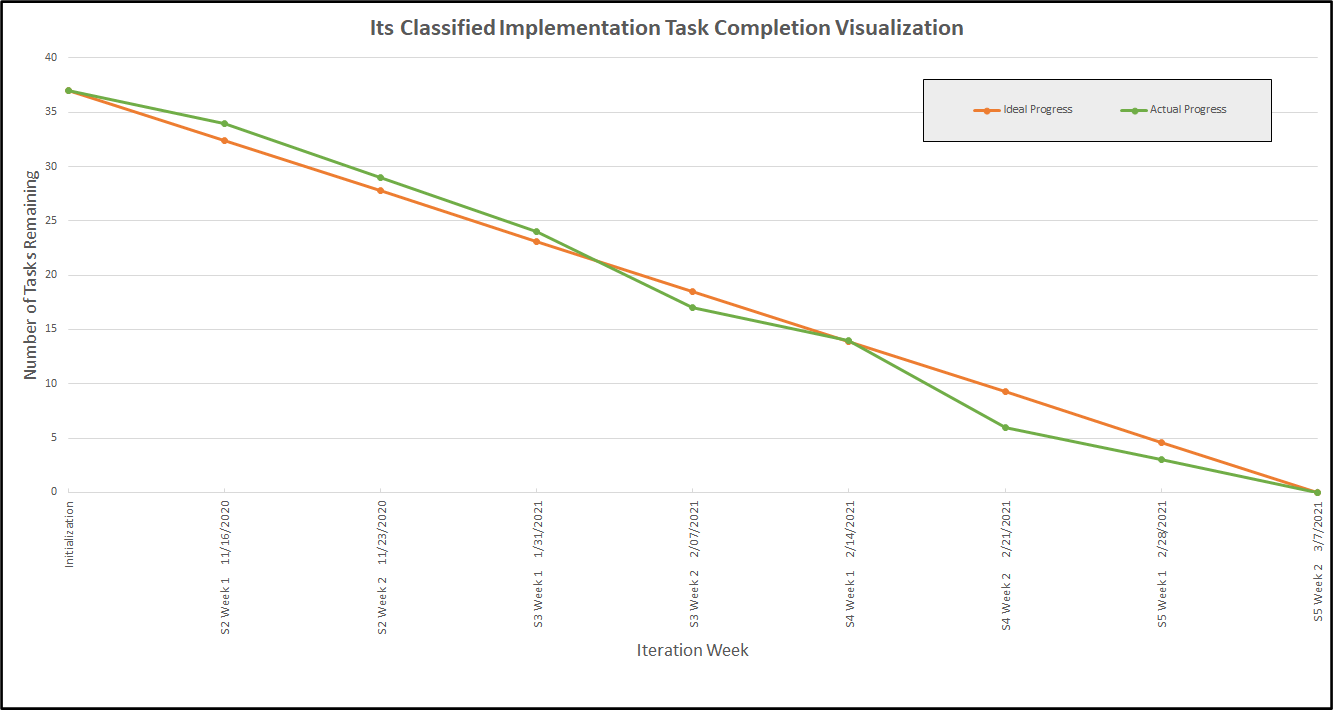 Its Classified Implementation Task Completion Visualization
40
35
30
25
20
15
10
5
0
Number of Tasks Remaining
Ideal Progress
Actual Progress
Initialization
S2 Week 1 11/16/2020
S2 Week 2 11/23/2020
S3 Week 1 1/31/2021
S3 Week 2 2/07/2021
S4 Week 1 2/14/2021
S4 Week 2 2/21/2021
S5 Week 1 2/28/2021
S5 Week 2 3/7/2021
Iteration Week